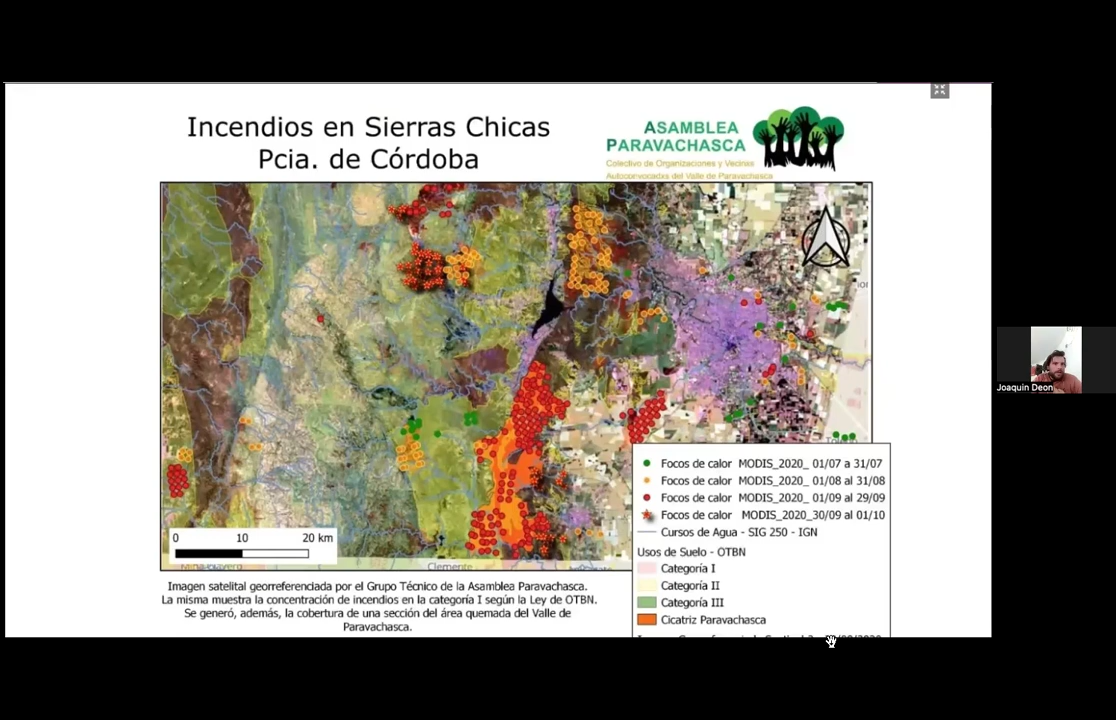 Incendios en Sierras Chicas
Pcia. de Córdoba
ASAMBLEA
PARAVACHASCA
Colectivo de Organizaciones y Vecinxs
Autoconvocadxs del Valle de Paravachasca
0 10 20 km
Clemente
Focos de calor MODIS_2020_ 01/07 a 31/07
Focos de calor MODIS_2020_ 01/08 al 31/08
Focos de calor MODIS_2020_ 01/09 al 29/09
Focos de calor MODIS_2020_30/09 al 01/10
Cursos de Agua - SIG 250 - IGN
Usos de Suelo - OTBN
Categoría I
Categoría II
Categoría III
Cicatriz Paravachasca
Imagen satelital georreferenciada por el Grupo Técnico de la Asamblea Paravachasca.
La misma muestra la concentración de incendios en la categoría I según la Ley de OTBN.
Se generó, además, la cobertura de una sección del área quemada del Valle de
Paravachasca.
Joaquin Deon